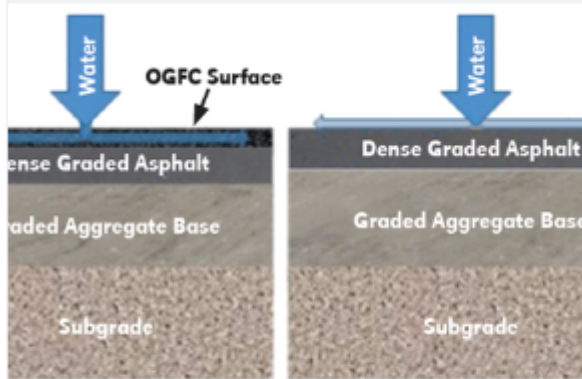 Water
OGFC Surface
ense Graded Asphalt
raded Aggregate Base
Subgrade
Water
Dense Graded Asphalt
Graded Aggregate Base
Subgrade